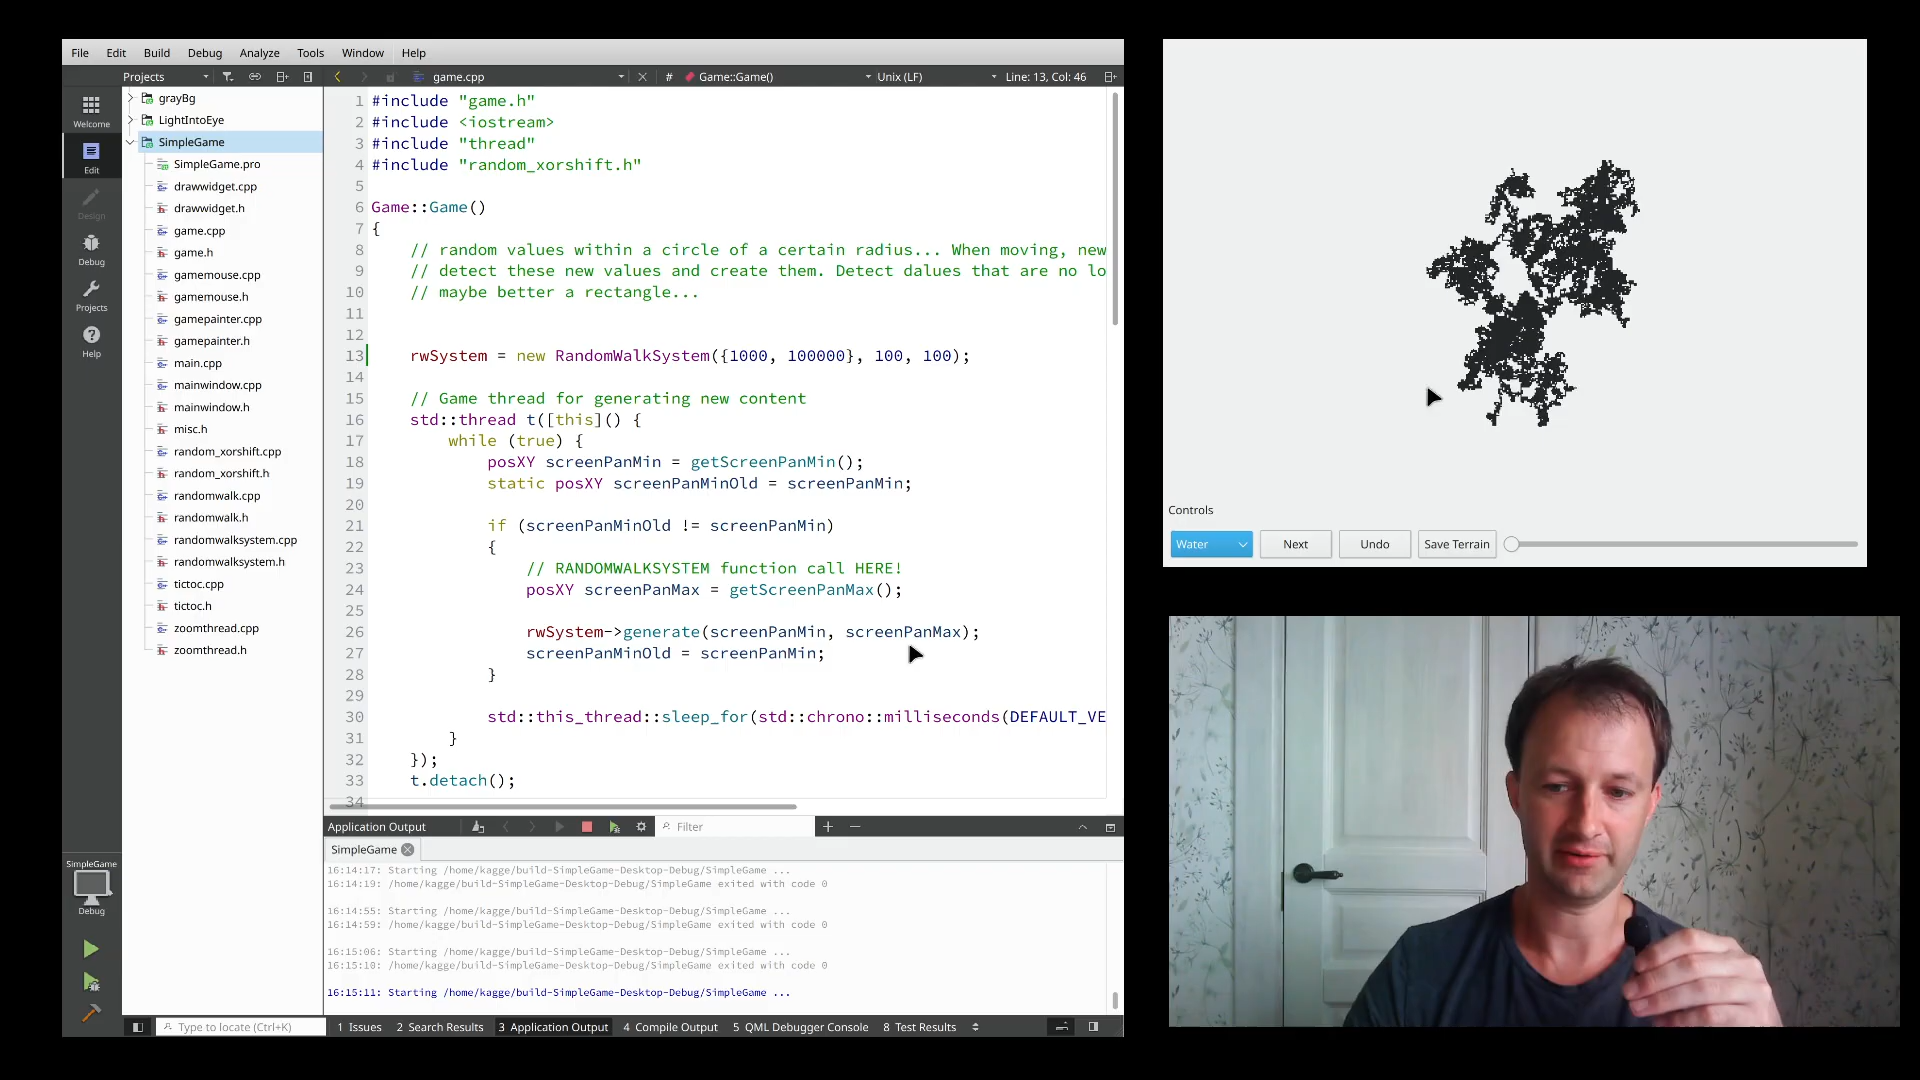 File Edit Build Debug Analyze Tools Window Help
Projects game.cpp # Game::Game() Unix (LF) Line: 13, Col: 46
Welcome
Edit
Design
Debug
Projects
Help
grayBg
LightIntoEye
SimpleGame
SimpleGame.pro
drawwidget.cpp
drawwidget.h
game.cpp
game.h
gamemouse.cpp
gamemouse.h
gamepainter.cpp
gamepainter.h
main.cpp
mainwindow.cpp
mainwindow.h
misc.h
random_xorshift.cpp
random_xorshift.h
randomwalk.cpp
randomwalk.h
randomwalksystem.cpp
randomwalksystem.h
tictoc.cpp
tictoc.h
zoomthread.cpp
zoomthread.h
1 #include "game.h"
2 #include <iostream>
3 #include "thread"
4 #include "random_xorshift.h"
5
6 Game::Game()
7 {
8 // random values within a circle of a certain radius... When moving, new
9 // detect these new values and create them. Detect dalues that are no lo
10 // maybe better a rectangle...
11
12
13 rwSystem = new RandomWalkSystem({1000, 100000}, 100, 100);
14
15 // Game thread for generating new content
16 std::thread t([this]() {
17 while (true) {
18 posXY screenPanMin = getScreenPanMin();
19 static posXY screenPanMinOld = screenPanMin;
20
21 if (screenPanMinOld != screenPanMin)
22 {
23 // RANDOMWALKSYSTEM function call HERE!
24 posXY screenPanMax = getScreenPanMax();
25
26 rwSystem->generate(screenPanMin, screenPanMax);
27 screenPanMinOld = screenPanMin;
28 }
29
30 std::this_thread::sleep_for(std::chrono::milliseconds(DEFAULT_VE
31 }
32 });
33 t.detach();
34
Application Output Filter
SimpleGame
16:14:17: Starting /home/kagge/build-SimpleGame-Desktop-Debug/SimpleGame ...
16:14:19: /home/kagge/build-SimpleGame-Desktop-Debug/SimpleGame exited with code 0
16:14:55: Starting /home/kagge/build-SimpleGame-Desktop-Debug/SimpleGame ...
16:14:59: /home/kagge/build-SimpleGame-Desktop-Debug/SimpleGame exited with code 0
16:15:06: Starting /home/kagge/build-SimpleGame-Desktop-Debug/SimpleGame ...
16:15:10: /home/kagge/build-SimpleGame-Desktop-Debug/SimpleGame exited with code 0
16:15:11: Starting /home/kagge/build-SimpleGame-Desktop-Debug/SimpleGame ...
SimpleGame
Debug
Type to locate (Ctrl+K) 1 Issues 2 Search Results 3 Application Output 4 Compile Output 5 QML Debugger Console 8 Test Results
Controls
Water Next Undo Save Terrain